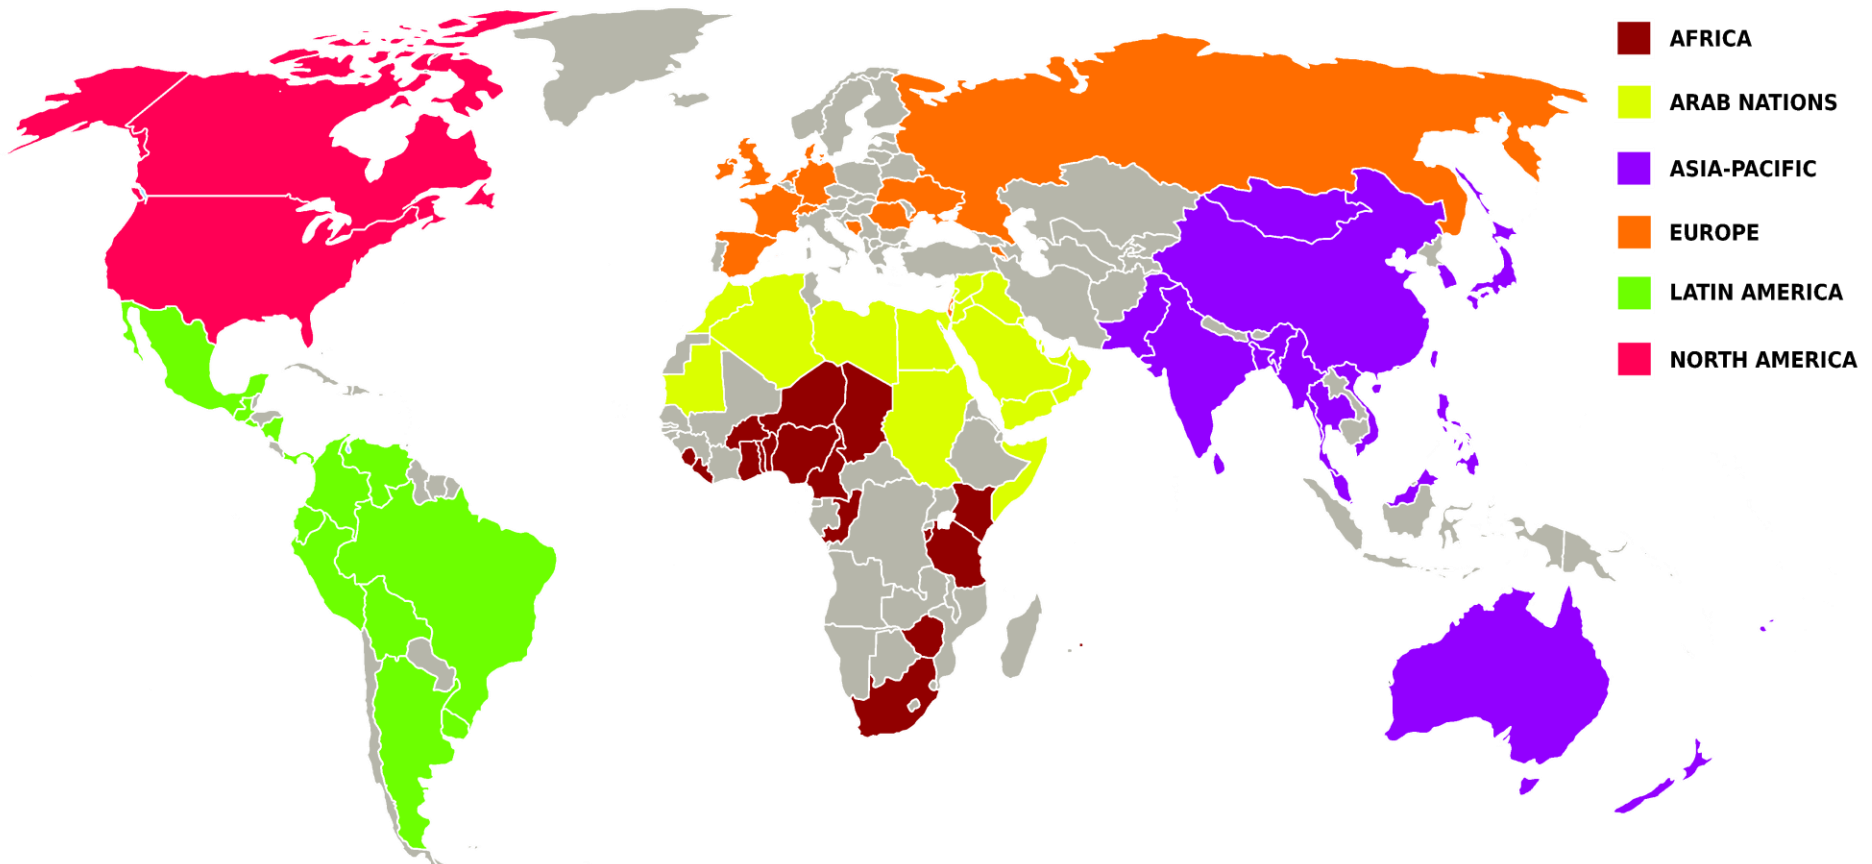 AFRICA
ARAB NATIONS
ASIA-PACIFIC
EUROPE
LATIN AMERICA
NORTH AMERICA